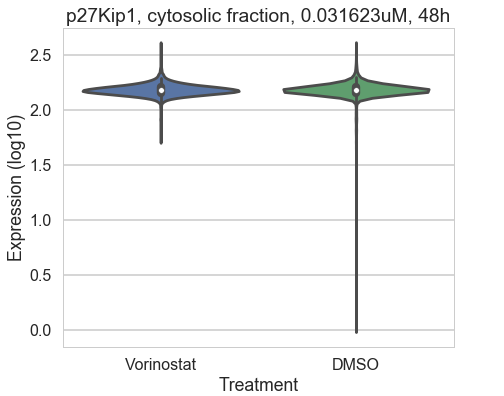 p27Kip1, cytosolic fraction, 0.031623uM, 48h
Expression (log10)
2.5
2.0
1.5
1.0
0.5
0.0
Vorinostat DMSO
Treatment